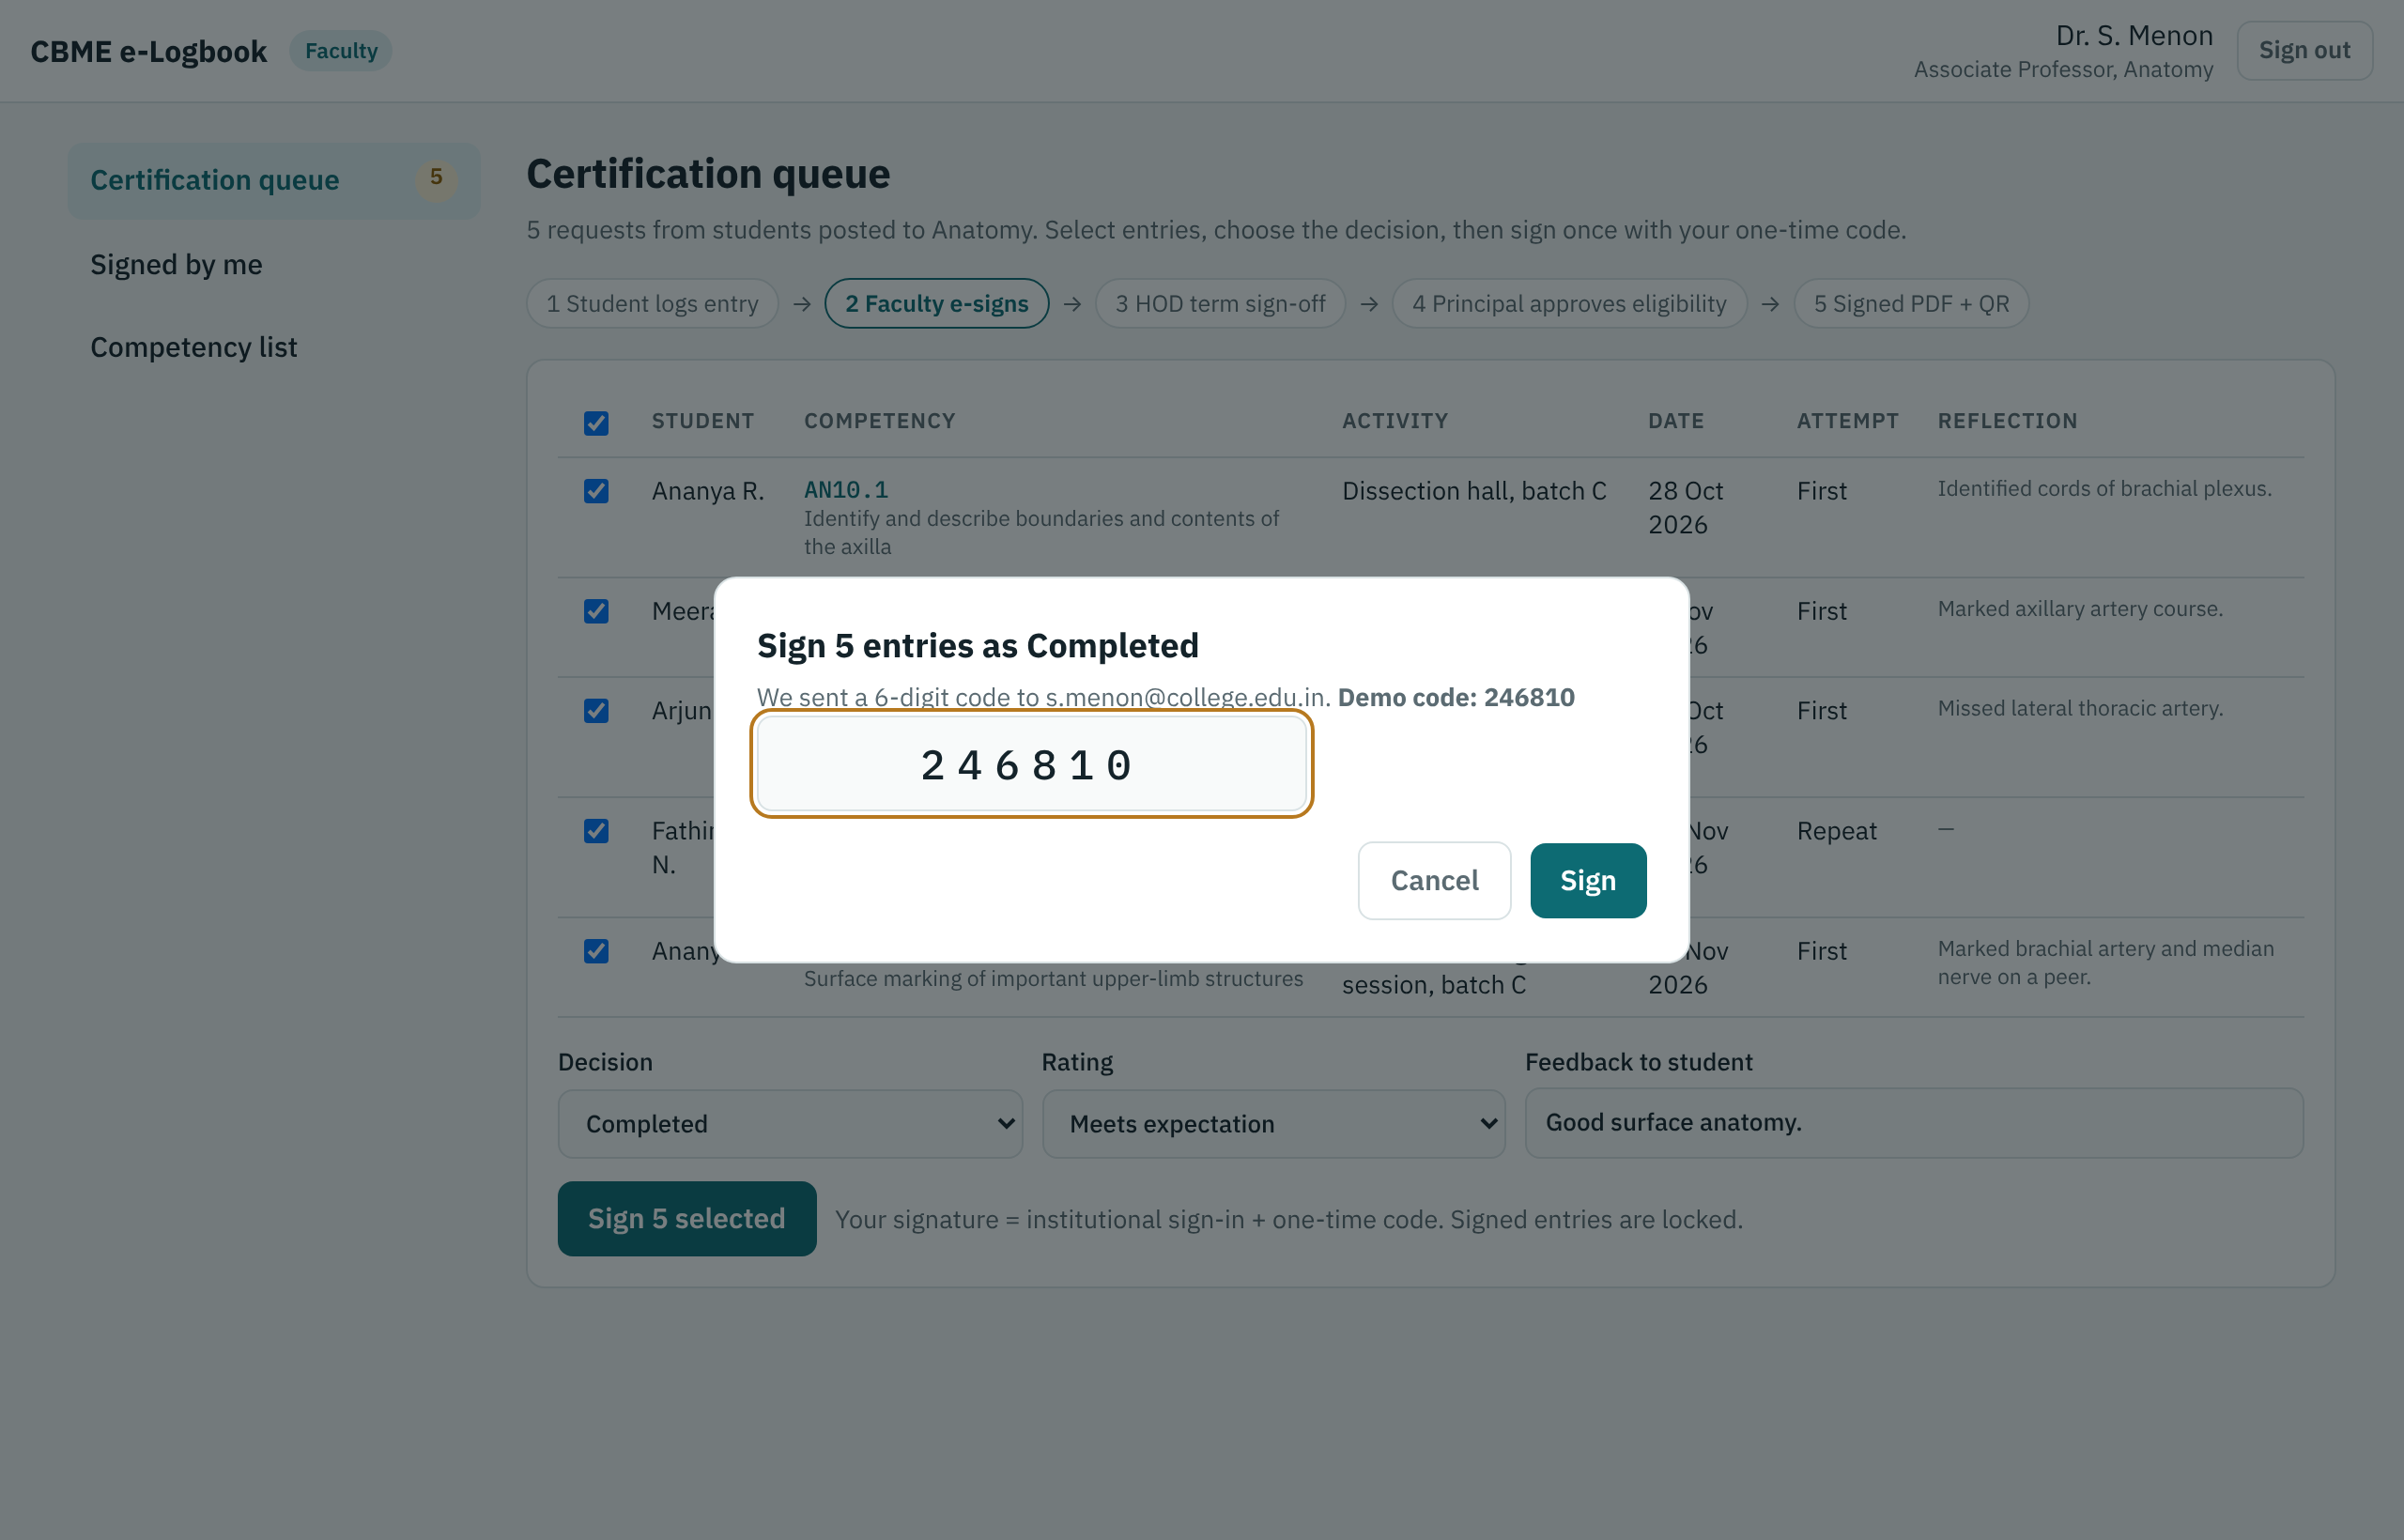 CBME e-Logbook
Faculty
Dr. S. Menon
Associate Professor, Anatomy
Sign out
Certification queue
5
Signed by me
Competency list
Certification queue
5 requests from students posted to Anatomy. Select entries, choose the decision, then sign once with your one-time code.
1 Student logs entry → 2 Faculty e-signs → 3 HOD term sign-off → 4 Principal approves eligibility → 5 Signed PDF + QR
STUDENT COMPETENCY ACTIVITY DATE ATTEMPT REFLECTION
Ananya R. AN10.1 Dissection hall, batch C 28 Oct First Identified cords of brachial plexus.
Identify and describe boundaries and contents of 2026
the axilla
First Marked axillary artery course.
Sign 5 entries as Completed
We sent a 6-digit code to s.menon@college.edu.in. Demo code: 246810
246810
Cancel
Sign
Arjun First Missed lateral thoracic artery.
Nov Repeat —
N.
Nov First Marked brachial artery and median
Surface marking of important upper-limb structures session, batch C 2026 nerve on a peer.
Decision
Completed
Rating
Meets expectation
Feedback to student
Good surface anatomy.
Sign 5 selected
Your signature = institutional sign-in + one-time code. Signed entries are locked.